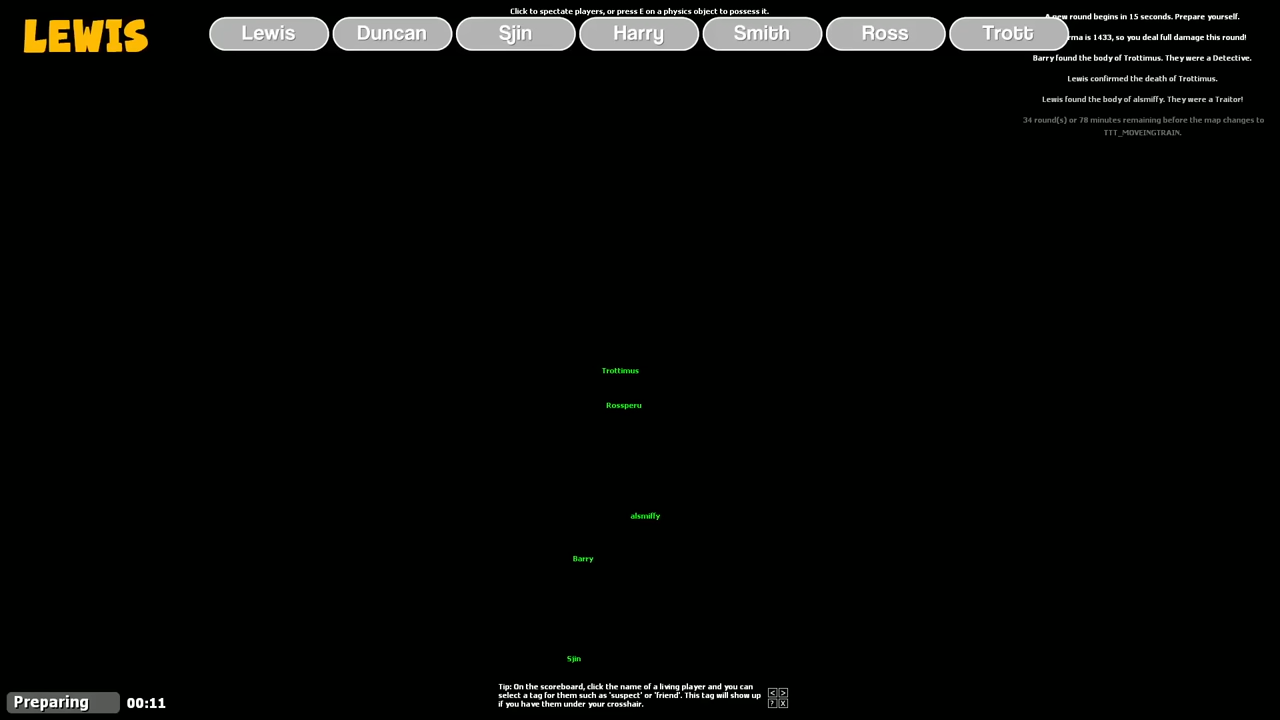 LEWIS
Click to spectate players, or press E on a physics object to possess it.
Lewis
Duncan
Sjin
Harry
Smith
Ross
Trott
A new round begins in 15 seconds. Prepare yourself.
is 1433, so you deal full damage this round!
Barry found the body of Trottimus. They were a Detective.
Lewis confirmed the death of Trottimus.
Lewis found the body of alsmiffy. They were a Traitor!
34 round(s) or 78 minutes remaining before the map changes to
TTT_MOVEINGTRAIN.
Trottimus
Rossperu
alsmiffy
Barry
Sjin
Tip: On the scoreboard, click the name of a living player and you can
select a tag for them such as 'suspect' or 'friend'. This tag will show up
if you have them under your crosshair.
< >
? X
Preparing
00:11